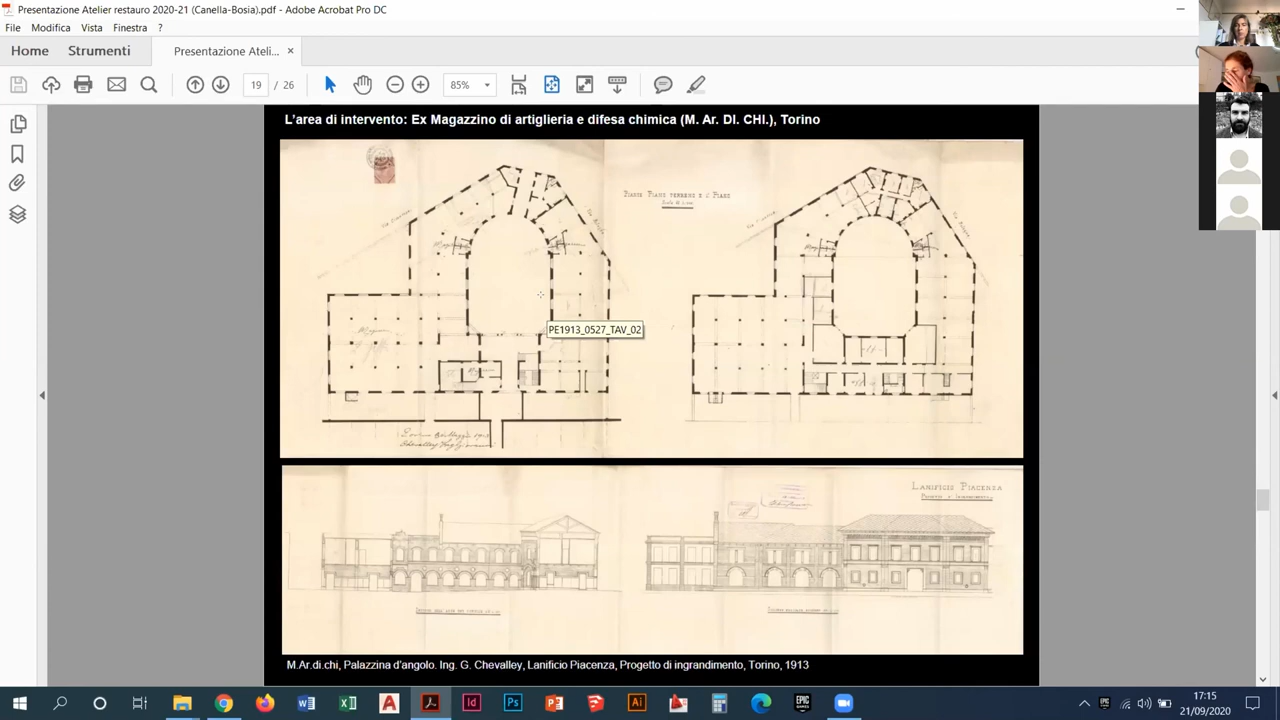 Presentazione Atelier restauro 2020-21 (Canella-Bosia).pdf - Adobe Acrobat Pro DC
File Modifica Vista Finestra ?
Home Strumenti Presentazione Ateli... ×
19 / 26 85%
L'area di intervento: Ex Magazzino di artiglieria e difesa chimica (M. Ar. DI. CHI.), Torino
PE1913_0527_TAV_02
LANIFICIO PIACENZA
M.Ar.di.chi, Palazzina d'angolo. Ing. G. Chevalley, Lanificio Piacenza, Progetto di ingrandimento, Torino, 1913
17:15
21/09/2020